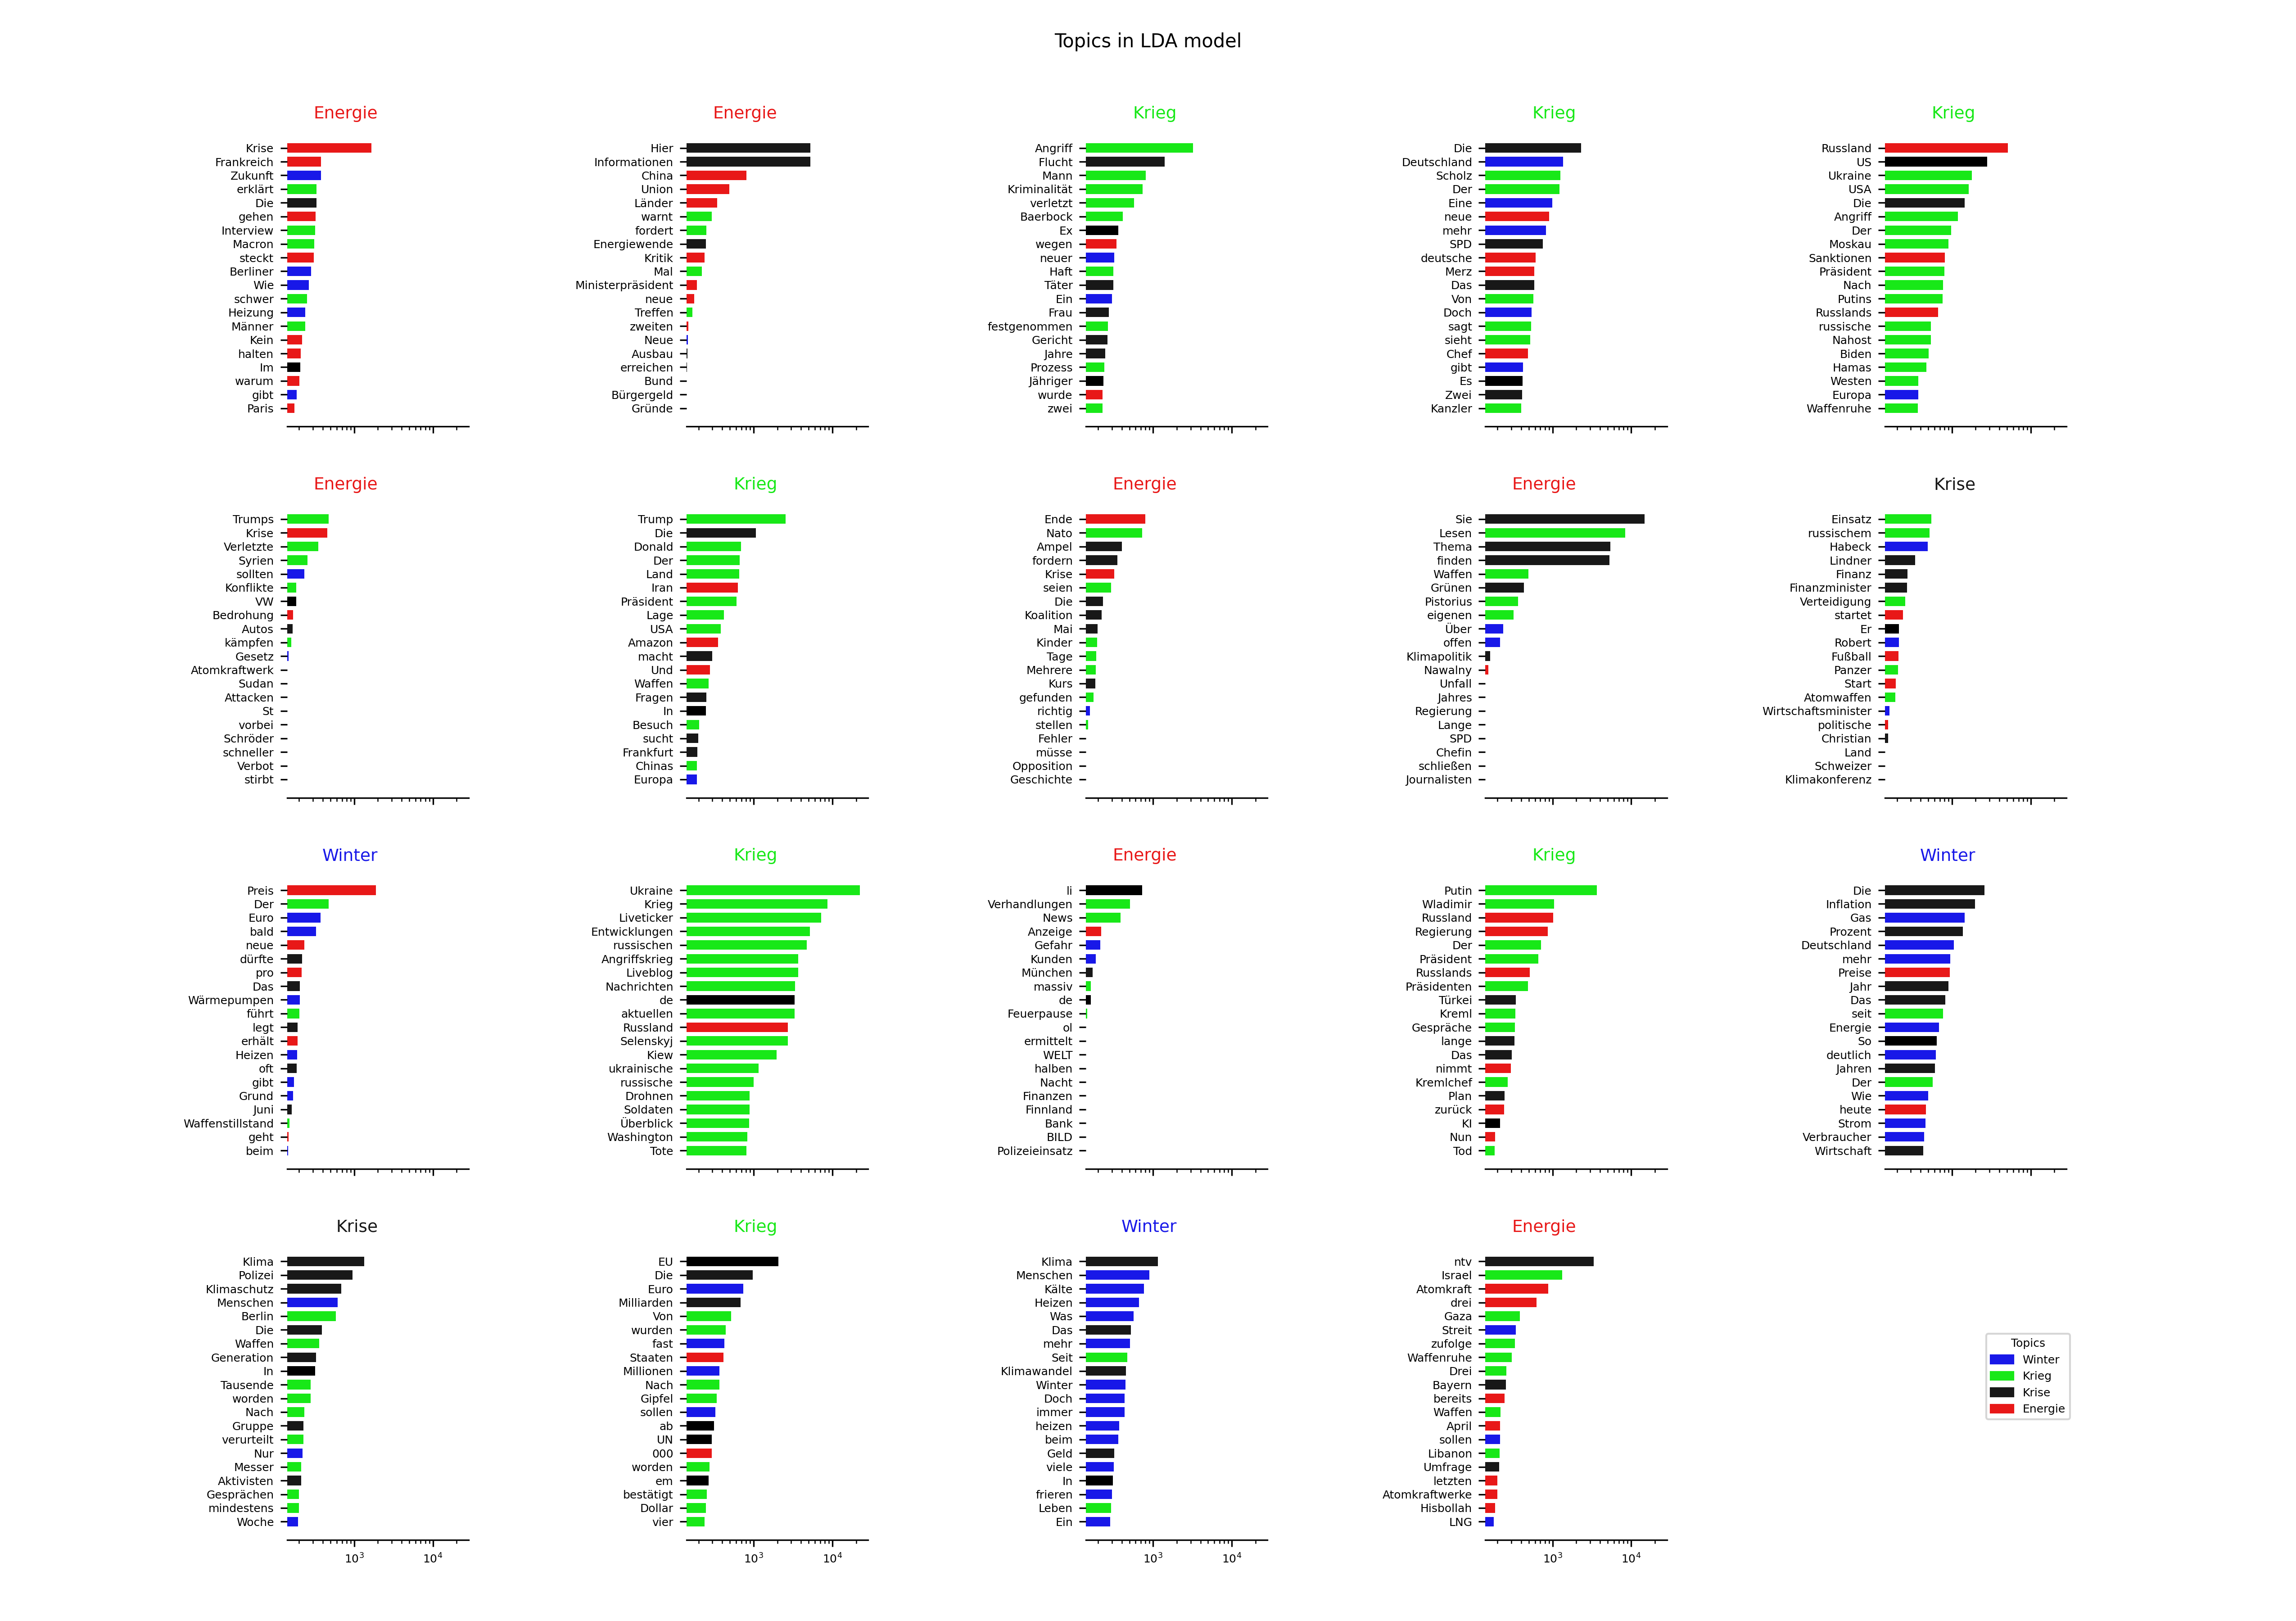 Topics in LDA model
Energie
Krise
Frankreich
Zukunft
erklärt
Die
gehen
Interview
Macron
steckt
Berliner
Wie
schwer
Heizung
Männer
Kein
halten
Im
warum
gibt
Paris
Energie
Hier
Informationen
China
Union
Länder
warnt
fordert
Energiewende
Kritik
Mal
Ministerpräsident
neue
Treffen
zweiten
Neue
Ausbau
erreichen
Bund
Bürgergeld
Gründe
Krieg
Angriff
Flucht
Mann
Kriminalität
verletzt
Baerbock
Ex
wegen
neuer
Haft
Täter
Ein
Frau
festgenommen
Gericht
Jahre
Prozess
Jähriger
wurde
zwei
Krieg
Die
Deutschland
Scholz
Der
Eine
neue
mehr
SPD
deutsche
Merz
Das
Von
Doch
sagt
sieht
Chef
gibt
Es
Zwei
Kanzler
Krieg
Russland
US
Ukraine
USA
Die
Angriff
Der
Moskau
Sanktionen
Präsident
Nach
Putins
Russlands
russische
Nahost
Biden
Hamas
Westen
Europa
Waffenruhe
Energie
Trumps
Krise
Verletzte
Syrien
sollten
Konflikte
VW
Bedrohung
Autos
kämpfen
Gesetz
Atomkraftwerk
Sudan
Attacken
St
vorbei
Schröder
schneller
Verbot
stirbt
Krieg
Trump
Die
Donald
Der
Land
Iran
Präsident
Lage
USA
Amazon
macht
Und
Waffen
Fragen
In
Besuch
sucht
Frankfurt
Chinas
Europa
Energie
Ende
Nato
Ampel
fordern
Krise
seien
Die
Koalition
Mai
Kinder
Tage
Mehrere
Kurs
gefunden
richtig
stellen
Fehler
müsse
Opposition
Geschichte
Energie
Sie
Lesen
Thema
finden
Waffen
Grünen
Pistorius
eigenen
Über
offen
Klimapolitik
Nawalny
Unfall
Jahres
Regierung
Lange
SPD
Chefin
schließen
Journalisten
Krise
Einsatz
russischem
Habeck
Lindner
Finanz
Finanzminister
Verteidigung
startet
Er
Robert
Fußball
Panzer
Start
Atomwaffen
Wirtschaftsminister
politische
Christian
Land
Schweizer
Klimakonferenz
Winter
Preis
Der
Euro
bald
neue
dürfte
pro
Das
Wärmepumpen
führt
legt
erhält
Heizen
oft
gibt
Grund
Juni
Waffenstillstand
geht
beim
Krieg
Ukraine
Krieg
Liveticker
Entwicklungen
russischen
Angriffskrieg
Liveblog
Nachrichten
de
aktuellen
Russland
Selenskyj
Kiew
ukrainische
russische
Drohnen
Soldaten
Überblick
Washington
Tote
Energie
li
Verhandlungen
News
Anzeige
Gefahr
Kunden
München
massiv
de
Feuerpause
ol
ermittelt
WELT
halben
Nacht
Finanzen
Finnland
Bank
BILD
Polizeieinsatz
Krieg
Putin
Wladimir
Russland
Regierung
Der
Präsident
Russlands
Präsidenten
Türkei
Kreml
Gespräche
lange
Das
nimmt
Kremlchef
Plan
zurück
KI
Nun
Tod
Winter
Die
Inflation
Gas
Prozent
Deutschland
mehr
Preise
Jahr
Das
seit
Energie
So
deutlich
Jahren
Der
Wie
heute
Strom
Verbraucher
Wirtschaft
Krise
Klima
Polizei
Klimaschutz
Menschen
Berlin
Die
Waffen
Generation
In
Tausende
worden
Nach
Gruppe
verurteilt
Nur
Messer
Aktivisten
Gesprächen
mindestens
Woche
10³ 10⁴
Krieg
EU
Die
Euro
Milliarden
Von
wurden
fast
Staaten
Millionen
Nach
Gipfel
sollen
ab
UN
000
worden
em
bestätigt
Dollar
vier
10³ 10⁴
Winter
Klima
Menschen
Kälte
Heizen
Was
Das
mehr
Seit
Klimawandel
Winter
Doch
immer
heizen
beim
Geld
viele
In
frieren
Leben
Ein
10³ 10⁴
Energie
ntv
Israel
Atomkraft
drei
Gaza
Streit
zufolge
Waffenruhe
Drei
Bayern
bereits
Waffen
April
sollen
Libanon
Umfrage
letzten
Atomkraftwerke
Hisbollah
LNG
10³ 10⁴
Topics
Winter
Krieg
Krise
Energie